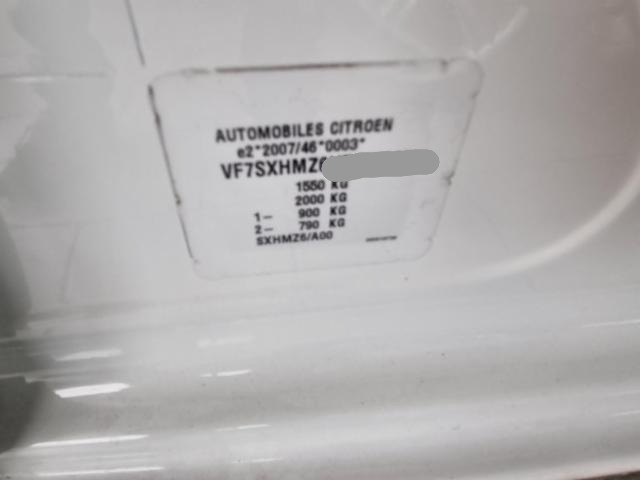 AUTOMOBILES CITROEN
e2*2007/46*0003*
VF7SXHMZ6
1550 KG
2000 KG
1– 900 KG
2– 790 KG
SXHMZ6/A00